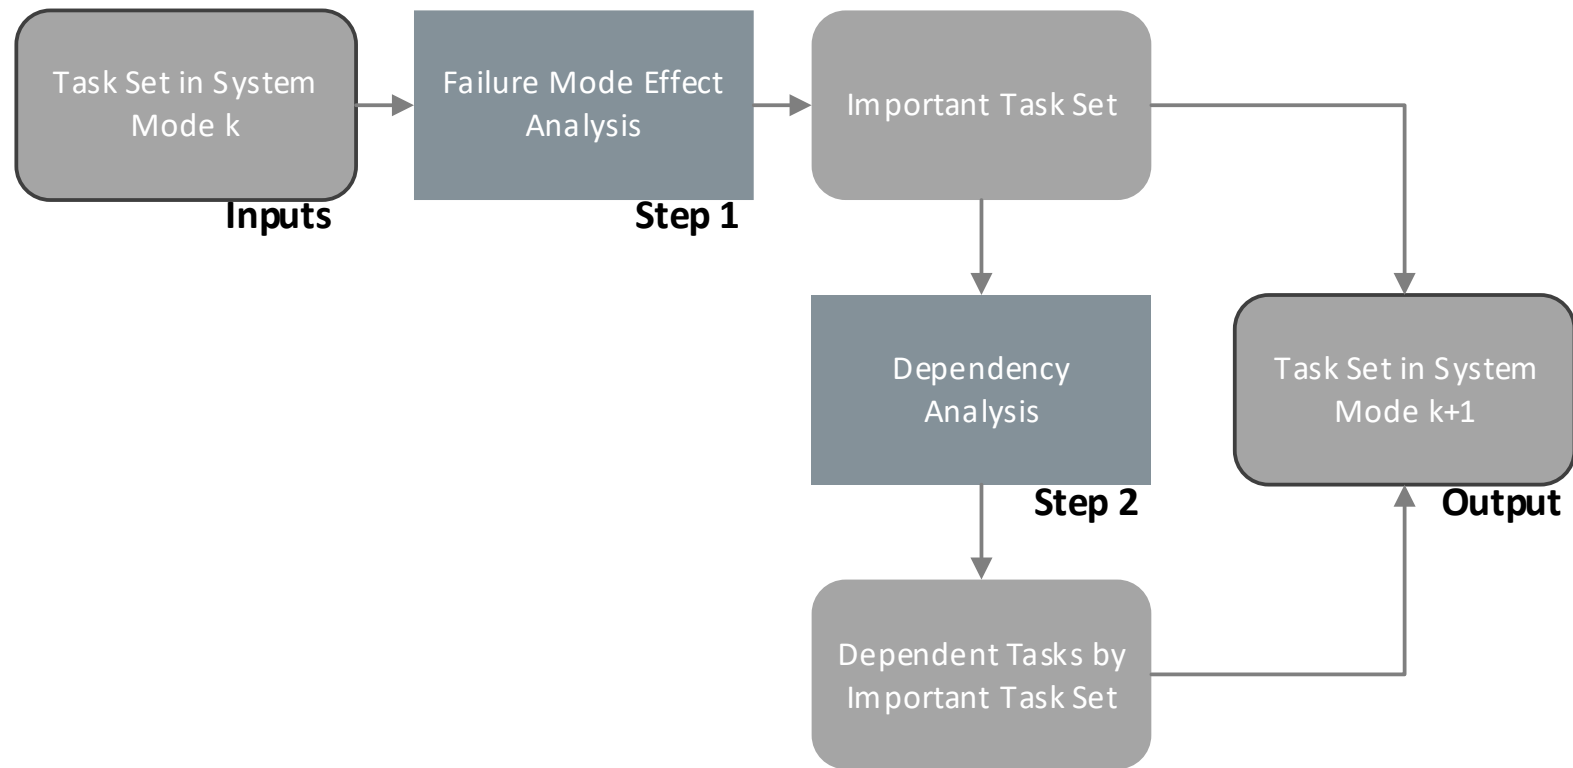 Task Set in System
Mode k
Inputs
Failure Mode Effect
Analysis
Step 1
Important Task Set
Dependency
Analysis
Step 2
Task Set in System
Mode k+1
Output
Dependent Tasks by
Important Task Set